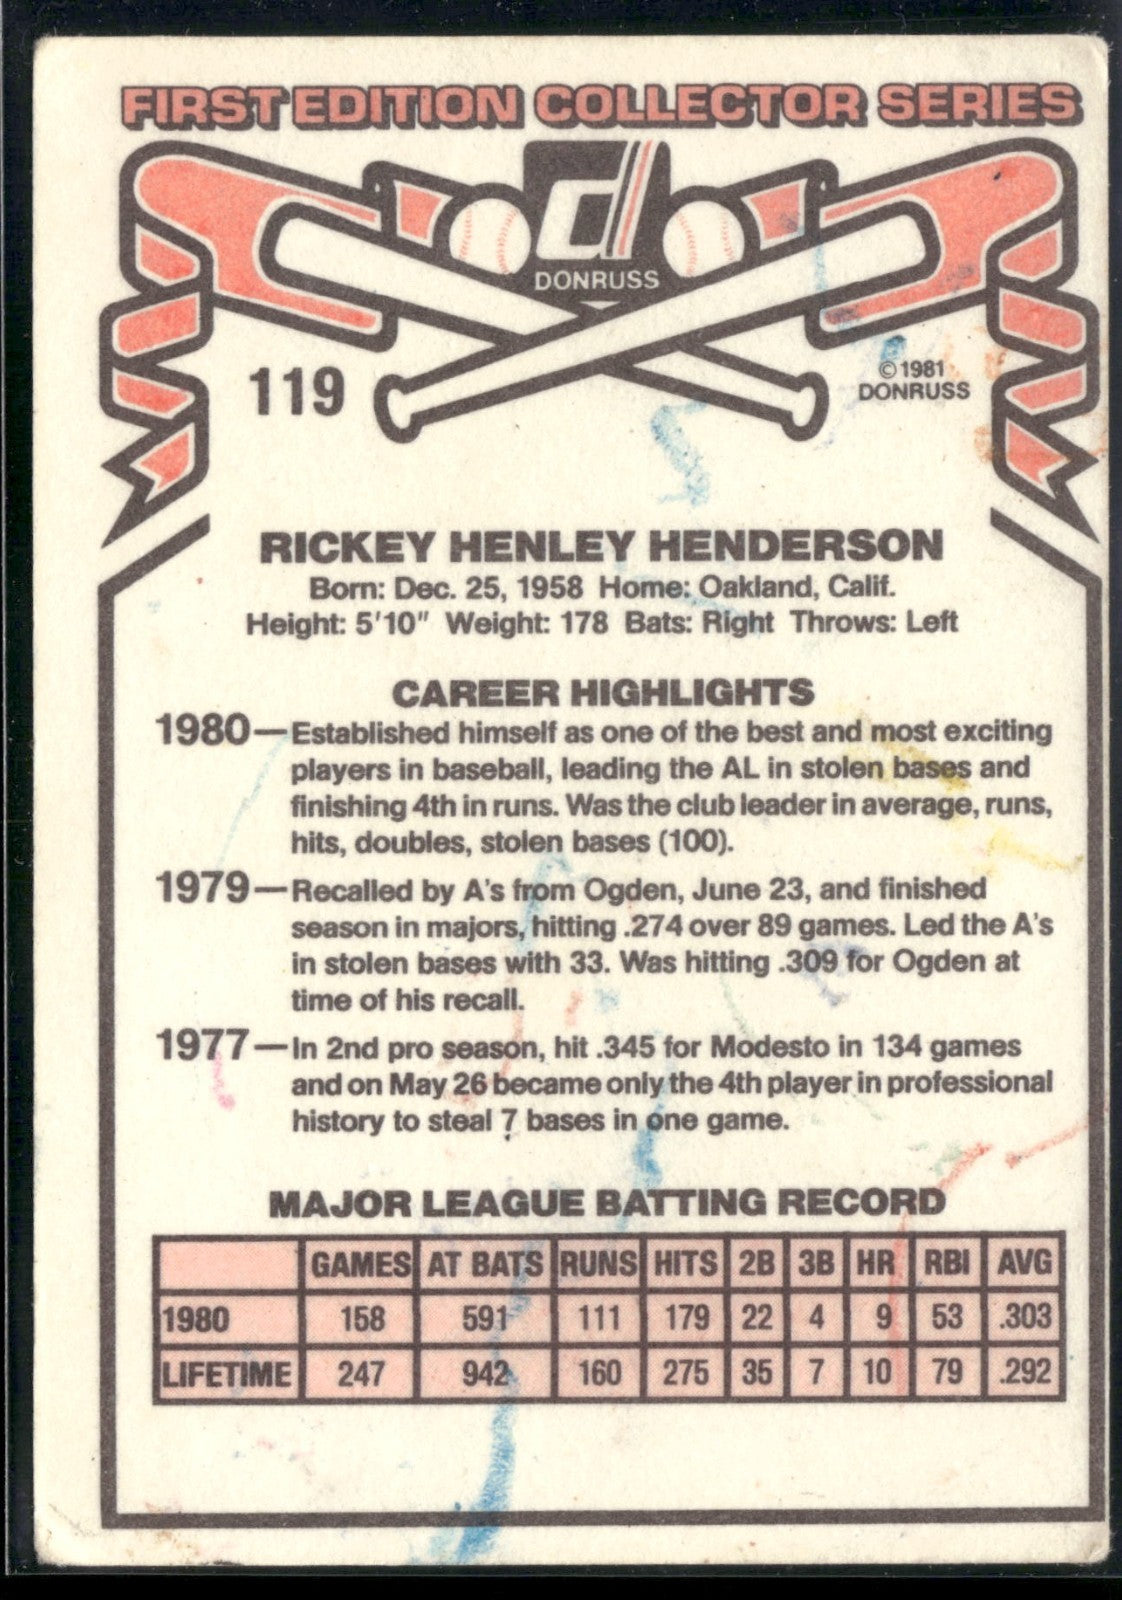 FIRST EDITION COLLECTOR SERIES
DONRUSS
119
© 1981
DONRUSS
RICKEY HENLEY HENDERSON
Born: Dec. 25, 1958 Home: Oakland, Calif.
Height: 5'10" Weight: 178 Bats: Right Throws: Left
CAREER HIGHLIGHTS
1980—Established himself as one of the best and most exciting
players in baseball, leading the AL in stolen bases and
finishing 4th in runs. Was the club leader in average, runs,
hits, doubles, stolen bases (100).
1979—Recalled by A's from Ogden, June 23, and finished
season in majors, hitting .274 over 89 games. Led the A's
in stolen bases with 33. Was hitting .309 for Ogden at
time of his recall.
1977—In 2nd pro season, hit .345 for Modesto in 134 games
and on May 26 became only the 4th player in professional
history to steal 7 bases in one game.
MAJOR LEAGUE BATTING RECORD
GAMES AT BATS RUNS HITS 2B 3B HR RBI AVG
1980 158 591 111 179 22 4 9 53 .303
LIFETIME 247 942 160 275 35 7 10 79 .292